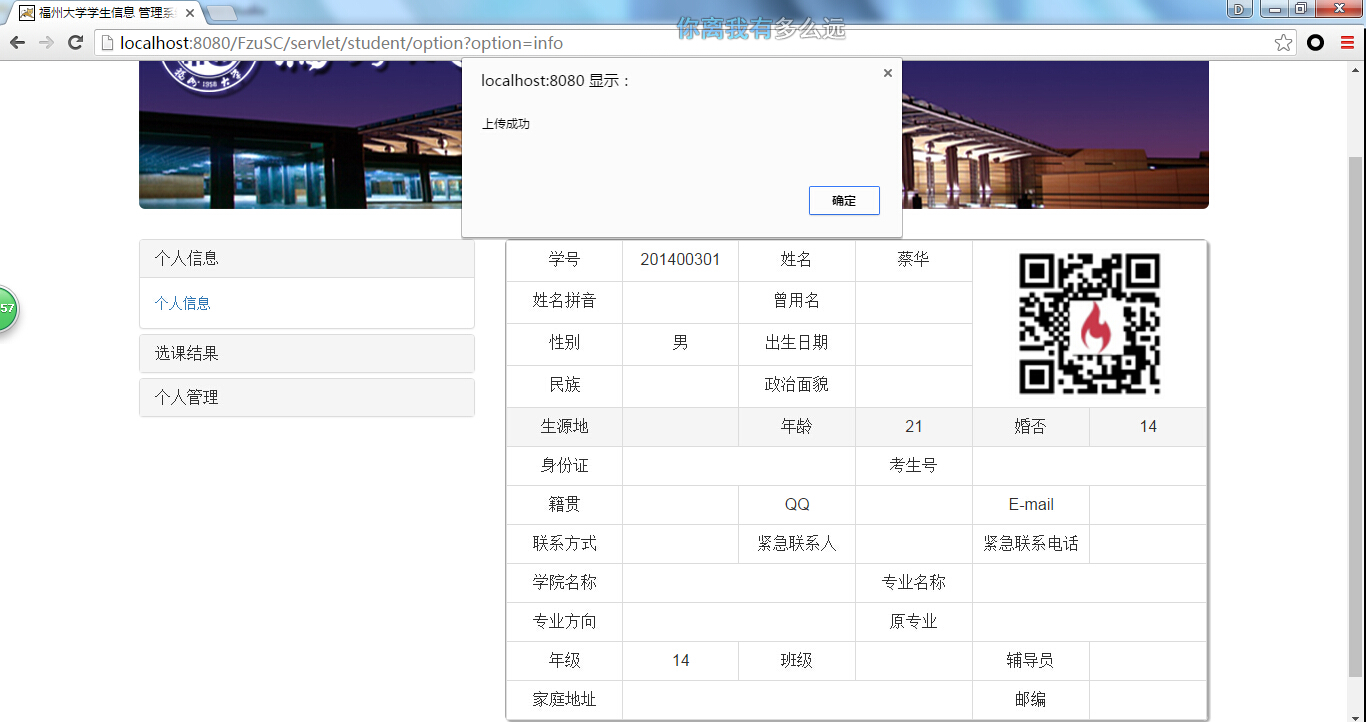 福州大学学生信息 管理系
你离我有多么远
localhost:8080/FzuSC/servlet/student/option?option=info
localhost:8080 显示：
上传成功
确定
1958
57
个人信息
个人信息
选课结果
个人管理
学号 201400301 姓名 蔡华
姓名拼音 曾用名
性别 男 出生日期
民族 政治面貌
生源地 年龄 21 婚否 14
身份证 考生号
籍贯 QQ E-mail
联系方式 紧急联系人 紧急联系电话
学院名称 专业名称
专业方向 原专业
年级 14 班级 辅导员
家庭地址 邮编